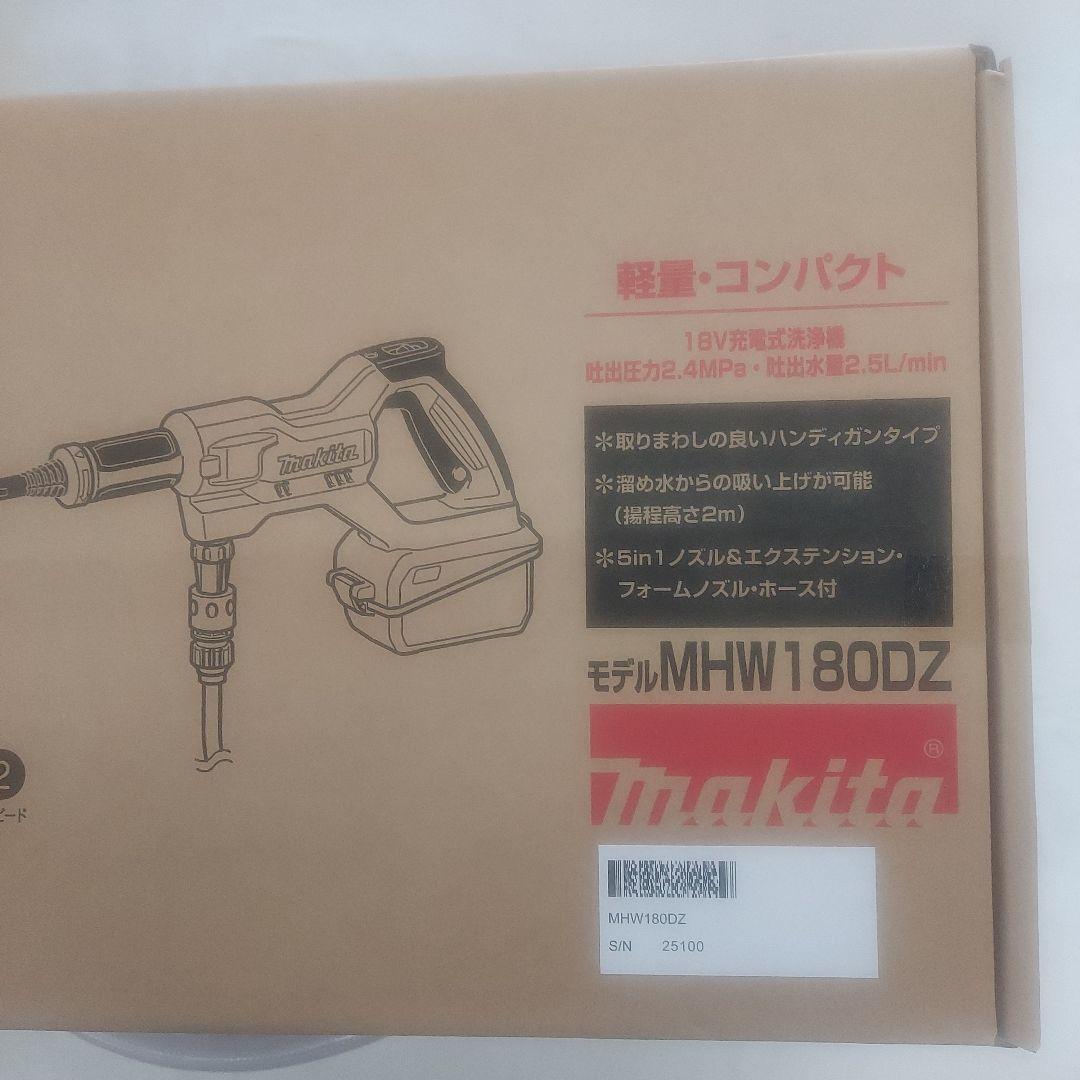 軽量・コンパクト
18V充電式洗浄機
吐出圧力2.4MPa・吐出水量2.5L/min
＊取りまわしの良いハンディガンタイプ
＊溜め水からの吸い上げが可能
（揚程高さ2m）
＊5in1ノズル&エクステンション・
フォームノズル・ホース付
makita
モデルMHW180DZ
makita®
2
ピード
MHW180DZ
S/N 25100